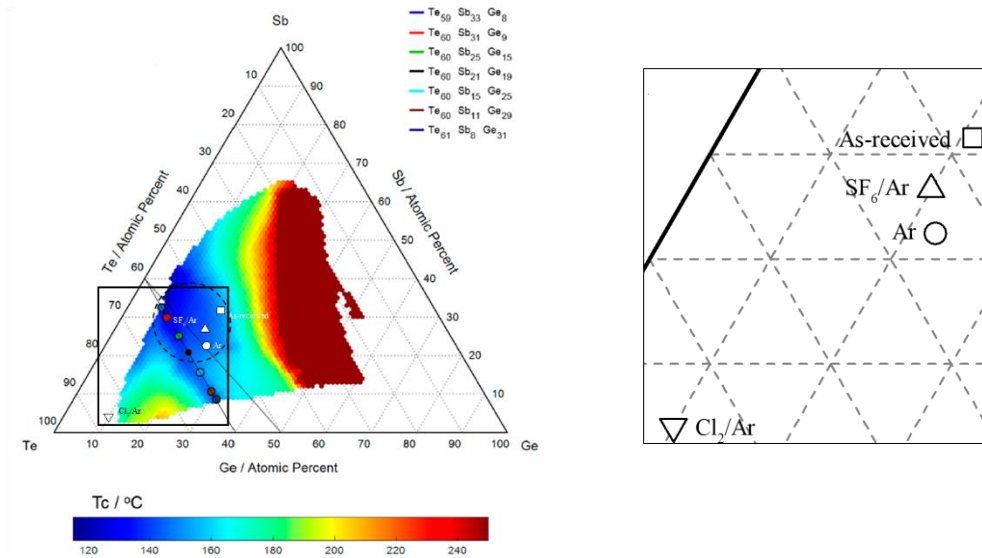 Sb
Te59 Sb33 Ge8
Te60 Sb31 Ge9
Te60 Sb25 Ge15
Te60 Sb21 Ge19
Te60 Sb15 Ge25
Te60 Sb11 Ge29
Te61 Sb8 Ge31
100
10
90
20
80
30
70
40
60
60
50
70
40
80
30
90
20
100
10
Te / Atomic Percent
Sb / Atomic Percent
SF6/Ar
As-received
Ar
Cl2/Ar
Te
10
20
30
40
50
60
70
80
90
100
Ge
Ge / Atomic Percent
Tc / °C
120
140
160
180
200
220
240
As-received
SF6/Ar
Ar
Cl2/Ar